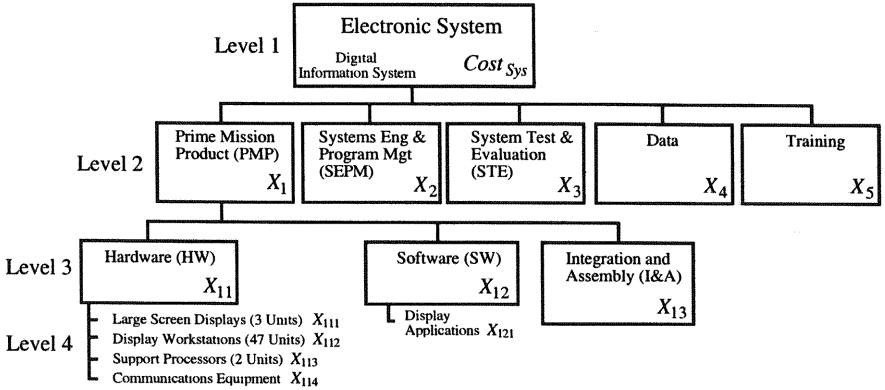 Electronic System
Level 1
Digital
Information System
Cost Sys
Prime Mission
Product (PMP)
X1
Systems Eng &
Program Mgt
(SEPM)
X2
System Test &
Evaluation
(STE)
X3
Data
X4
Training
X5
Level 2
Level 3
Hardware (HW)
X11
Software (SW)
X12
Integration and
Assembly (I&A)
X13
Level 4
Large Screen Displays (3 Units) X111
Display Workstations (47 Units) X112
Support Processors (2 Units) X113
Communications Equipment X114
Display
Applications X121